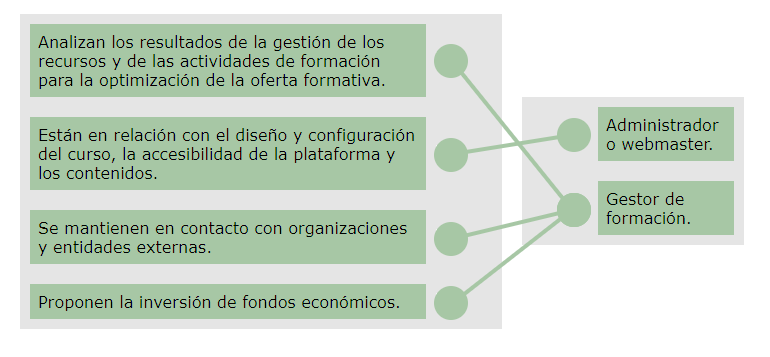 Analizan los resultados de la gestión de los
recursos y de las actividades de formación
para la optimización de la oferta formativa.
Están en relación con el diseño y configuración
del curso, la accesibilidad de la plataforma y
los contenidos.
Se mantienen en contacto con organizaciones
y entidades externas.
Proponen la inversión de fondos económicos.
Administrador
o webmaster.
Gestor de
formación.